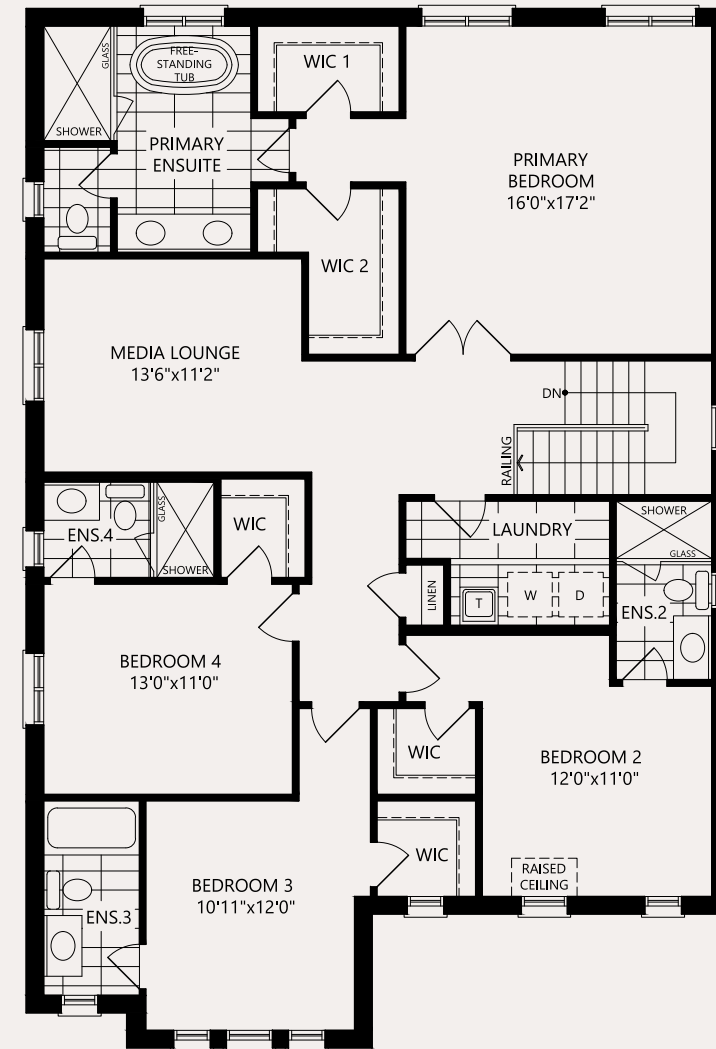 GLASS
FREE-
STANDING
TUB
SHOWER
PRIMARY
ENSUITE
WIC 1
WIC 2
PRIMARY
BEDROOM
16'0"x17'2"
MEDIA LOUNGE
13'6"x11'2"
DN
RAILING
ENS.4
GLASS
SHOWER
WIC
LAUNDRY
LINEN
T
W
D
SHOWER
GLASS
ENS.2
BEDROOM 4
13'0"x11'0"
WIC
BEDROOM 2
12'0"x11'0"
RAISED
CEILING
WIC
BEDROOM 3
10'11"x12'0"
ENS.3